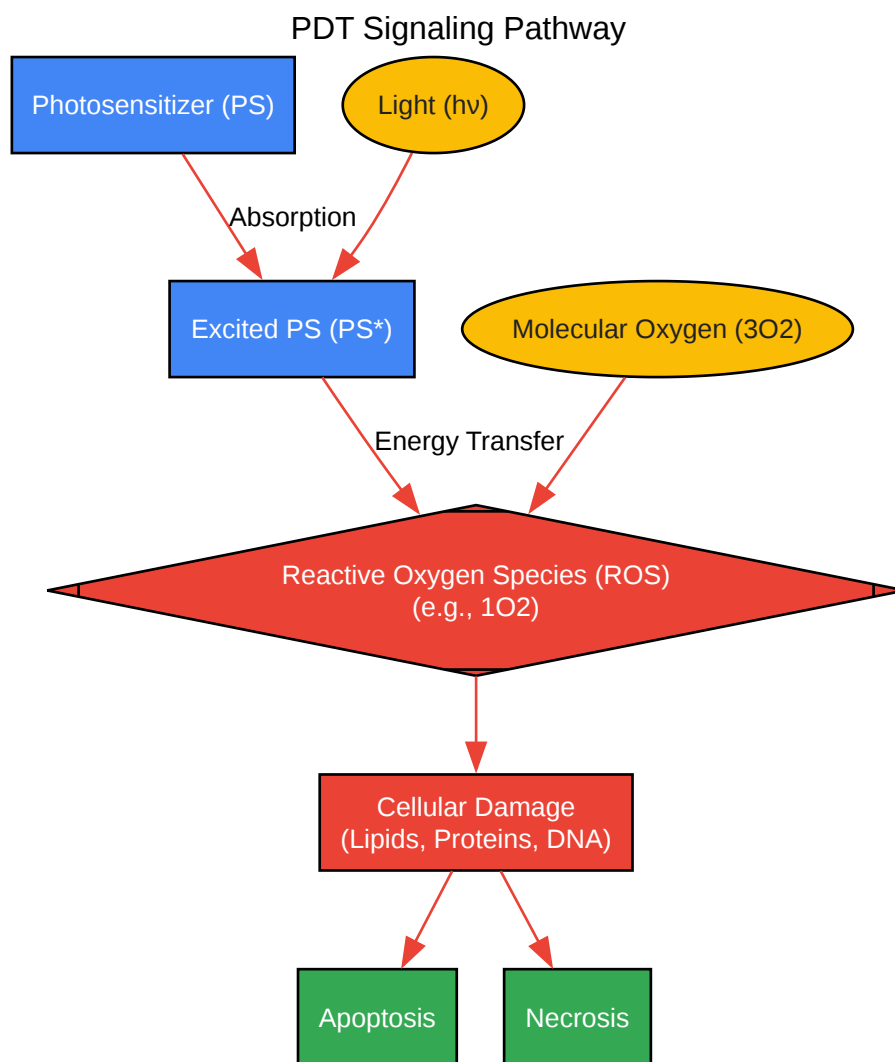 PDT Signaling Pathway
Photosensitizer (PS)
Light (hν)
Absorption
Excited PS (PS*)
Molecular Oxygen (3O2)
Energy Transfer
Reactive Oxygen Species (ROS)
(e.g., 1O2)
Cellular Damage
(Lipids, Proteins, DNA)
Apoptosis
Necrosis